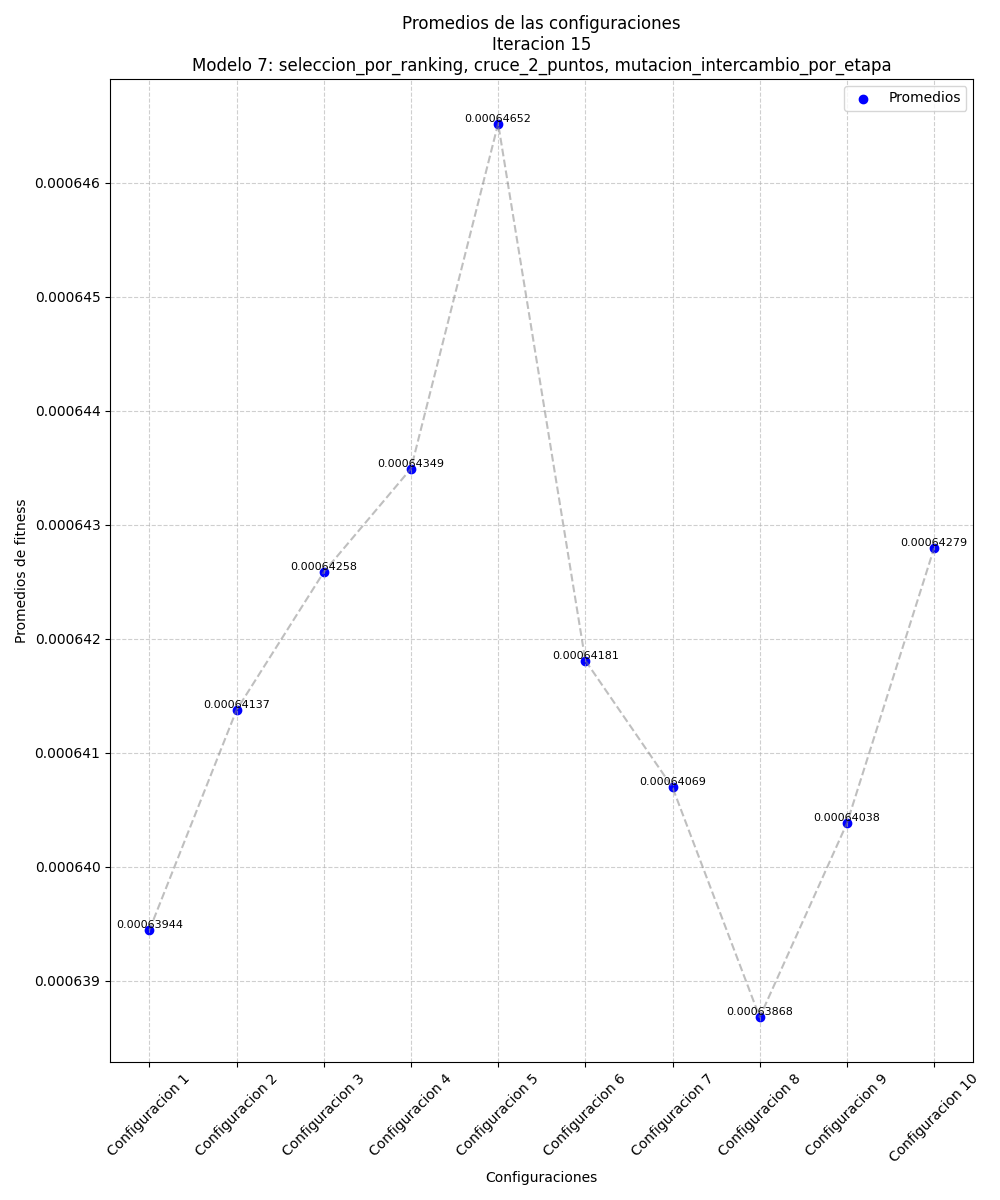 Promedios de las configuraciones
Iteracion 15
Modelo 7: seleccion_por_ranking, cruce_2_puntos, mutacion_intercambio_por_etapa
Promedios
0.00064652
0.000646
0.000645
0.000644
0.00064349
0.000643
0.00064279
0.00064258
0.000642
0.00064181
0.00064137
0.000641
0.00064069
0.00064038
0.000640
0.00063944
0.000639
0.00063868
Promedios de fitness
Configuracion 1
Configuracion 2
Configuracion 3
Configuracion 4
Configuracion 5
Configuracion 6
Configuracion 7
Configuracion 8
Configuracion 9
Configuracion 10
Configuraciones